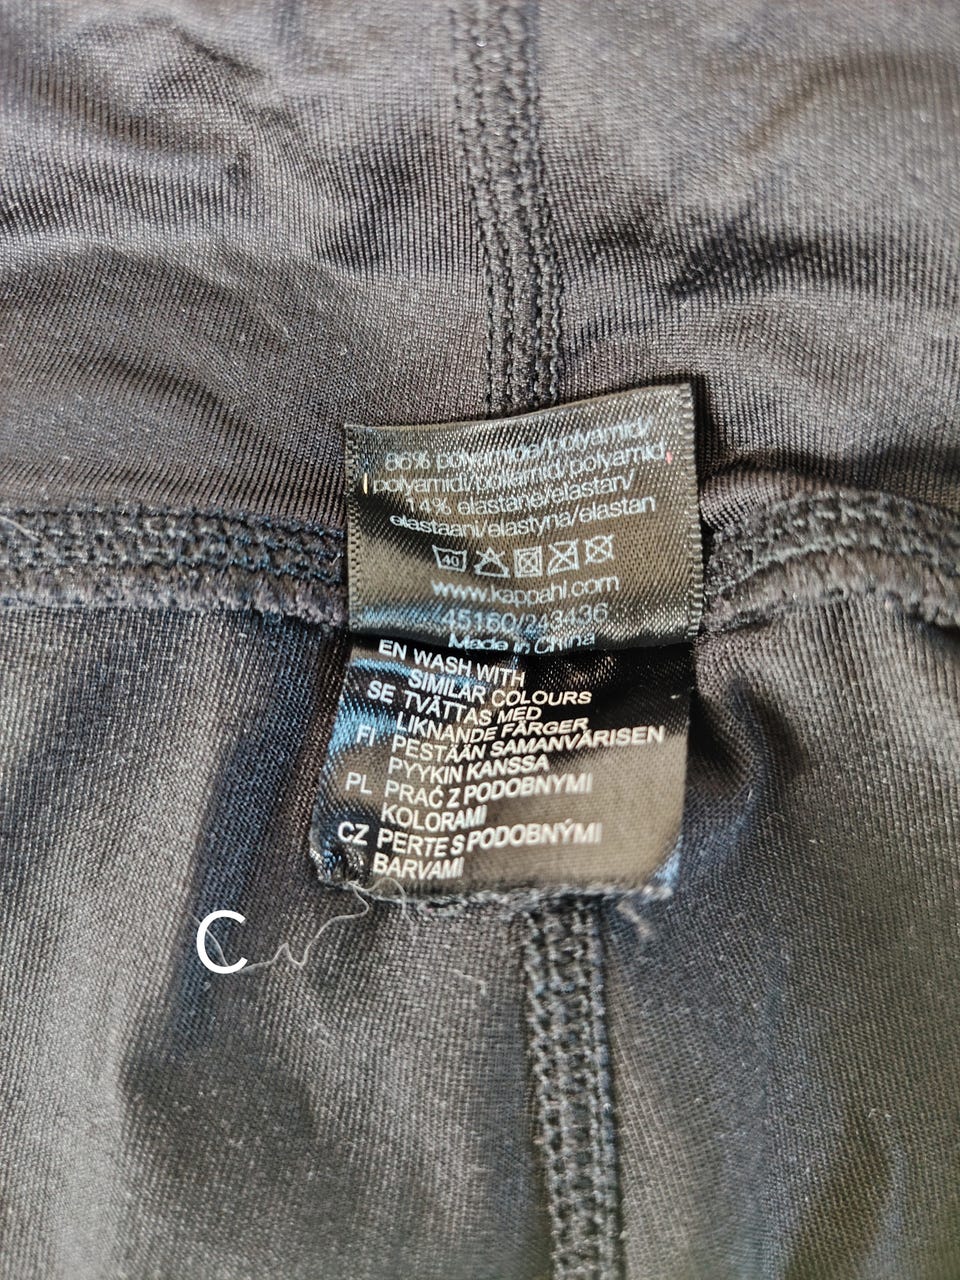 86% polyamide/polyamid/
polyamidi/poliamid/polyamid
14% elastane/elastan/
elastaani/elastyna/elastan
40
www.kappahl.com
45160/243436
Made in China
EN WASH WITH
SIMILAR COLOURS
SE TVÄTTAS MED
LIKNANDE FÄRGER
FI PESTÄÄN SAMANVÄRISEN
PYYKIN KANSSA
PL PRAĆ Z PODOBNYMI
KOLORAMI
CZ PERTE S PODOBNÝMI
BARVAMI
C